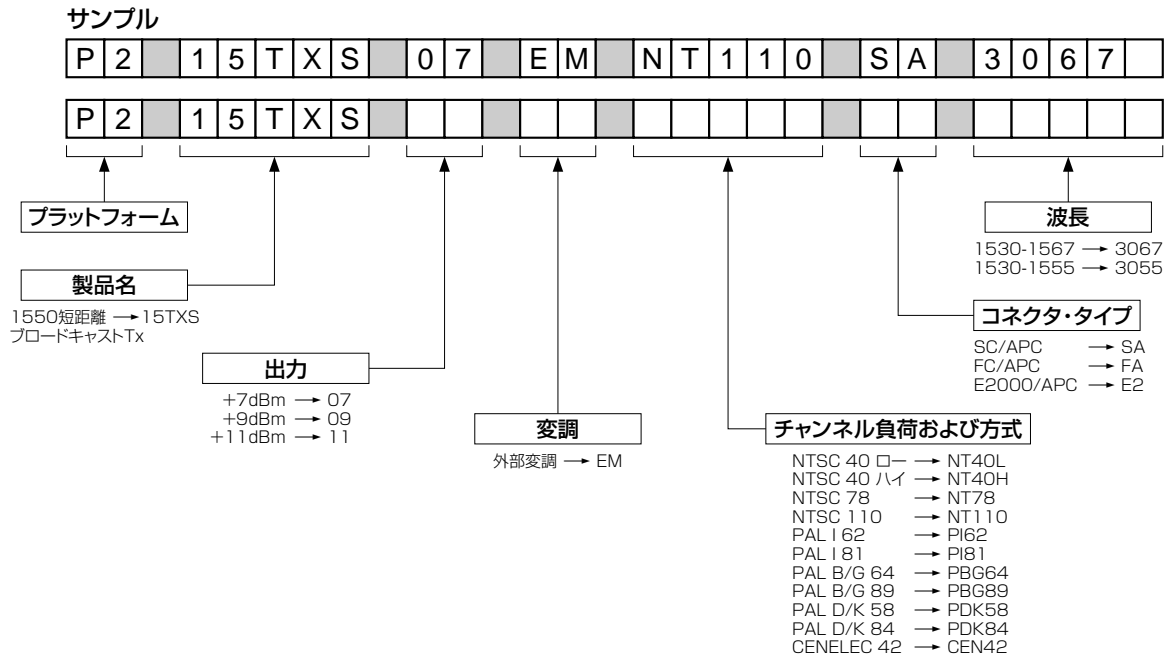 サンプル
P 2 1 5 T X S 0 7 E M N T 1 1 0 S A 3 0 6 7
P 2 1 5 T X S
プラットフォーム
製品名
1550短距離 → 15TXS
ブロードキャストTx
出力
+7dBm → 07
+9dBm → 09
+11dBm → 11
変調
外部変調 → EM
チャンネル負荷および方式
NTSC 40 ロー → NT40L
NTSC 40 ハイ → NT40H
NTSC 78 → NT78
NTSC 110 → NT110
PAL I 62 → PI62
PAL I 81 → PI81
PAL B/G 64 → PBG64
PAL B/G 89 → PBG89
PAL D/K 58 → PDK58
PAL D/K 84 → PDK84
CENELEC 42 → CEN42
コネクタ・タイプ
SC/APC → SA
FC/APC → FA
E2000/APC → E2
波長
1530-1567 → 3067
1530-1555 → 3055